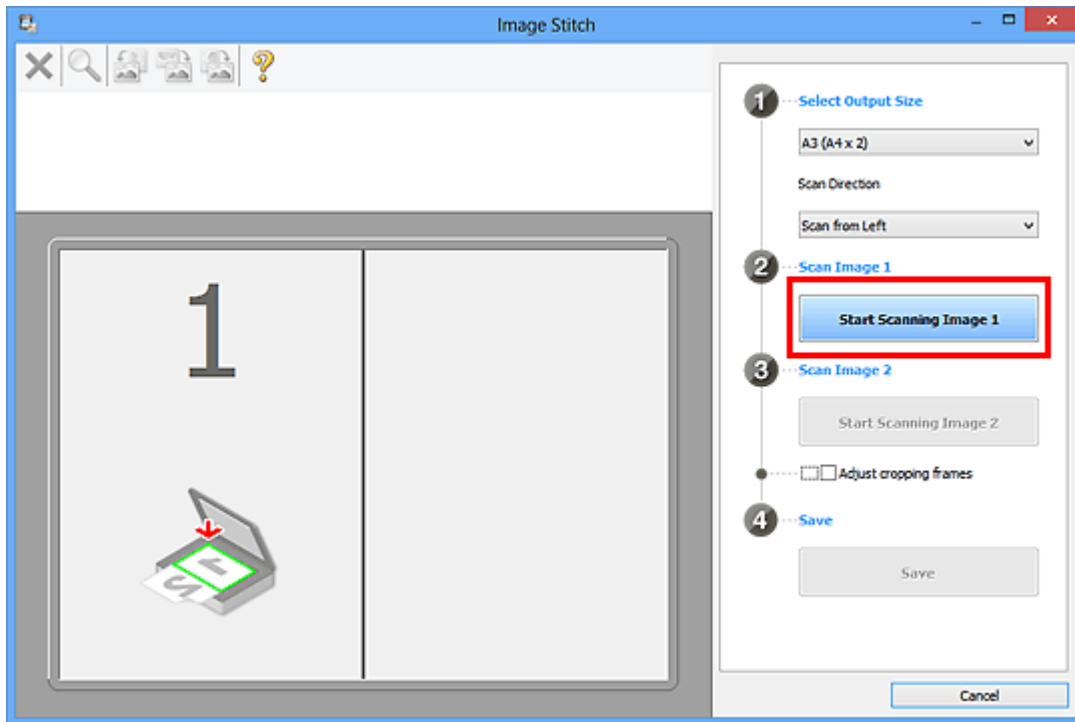 Image Stitch
1 Select Output Size
A3 (A4 x 2)
Scan Direction
Scan from Left
2 Scan Image 1
Start Scanning Image 1
3 Scan Image 2
Start Scanning Image 2
Adjust cropping frames
4 Save
Save
Cancel
1
1
2